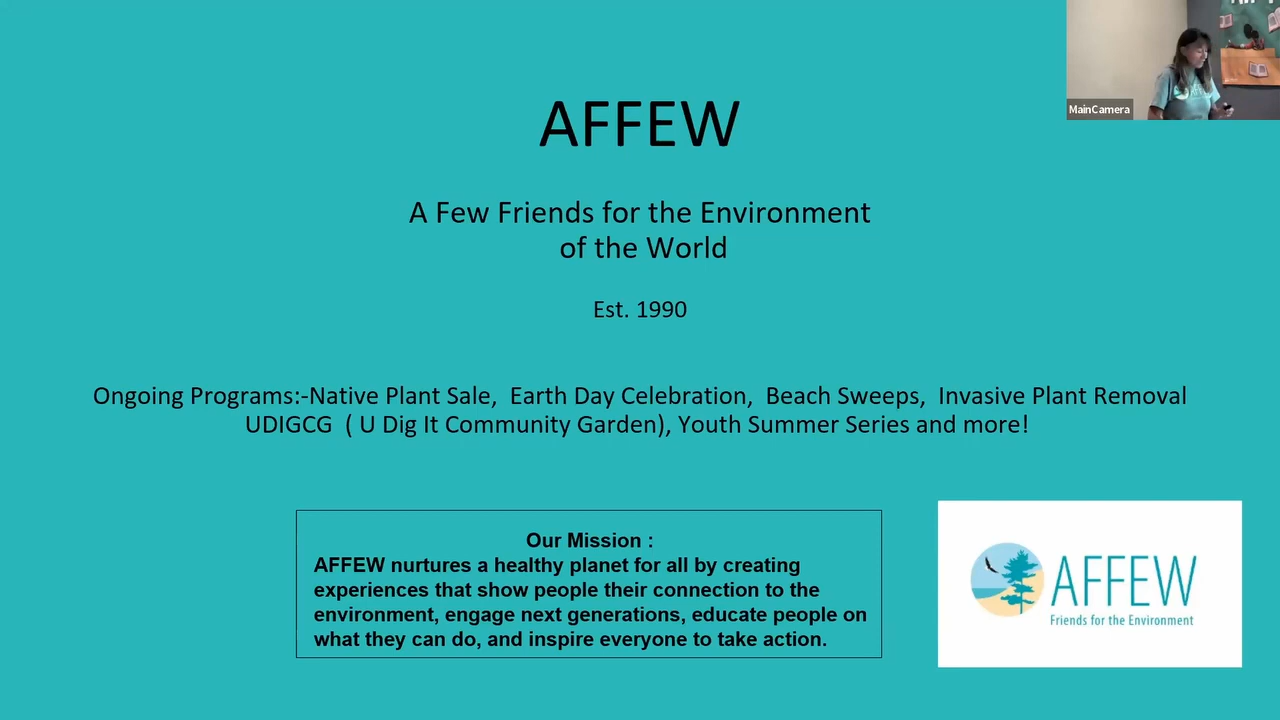 AFFEW
A Few Friends for the Environment
of the World
Est. 1990
Ongoing Programs:-Native Plant Sale, Earth Day Celebration, Beach Sweeps, Invasive Plant Removal
UDIGCG ( U Dig It Community Garden), Youth Summer Series and more!
Our Mission :
AFFEW nurtures a healthy planet for all by creating
experiences that show people their connection to the
environment, engage next generations, educate people on
what they can do, and inspire everyone to take action.
AFFEW
Friends for the Environment
MainCamera